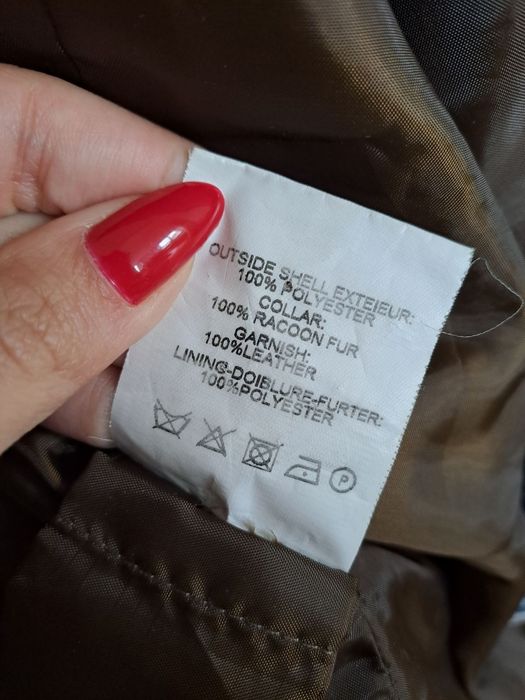 OUTSIDE SHELL EXTEIEUR:
100% POLYESTER
COLLAR:
100% RACOON FUR
GARNISH:
100%LEATHER
LINING-DOIBLURE-FURTER:
100%POLYESTER
P